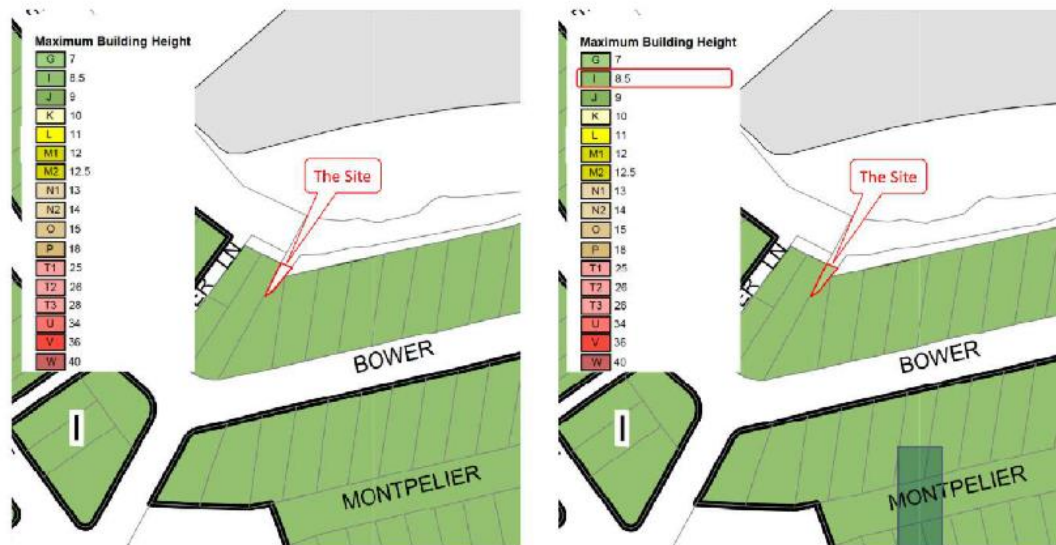 Maximum Building Height
G 7
I 8.5
J 9
K 10
L 11
M1 12
M2 12.5
N1 13
N2 14
O 15
P 18
T1 25
T2 26
T3 28
U 34
V 36
W 40
The Site
BOWER
I
MONTPELIER
Maximum Building Height
G 7
I 8.5
J 9
K 10
L 11
M1 12
M2 12.5
N1 13
N2 14
O 15
P 18
T1 25
T2 26
T3 28
U 34
V 36
W 40
The Site
BOWER
I
MONTPELIER